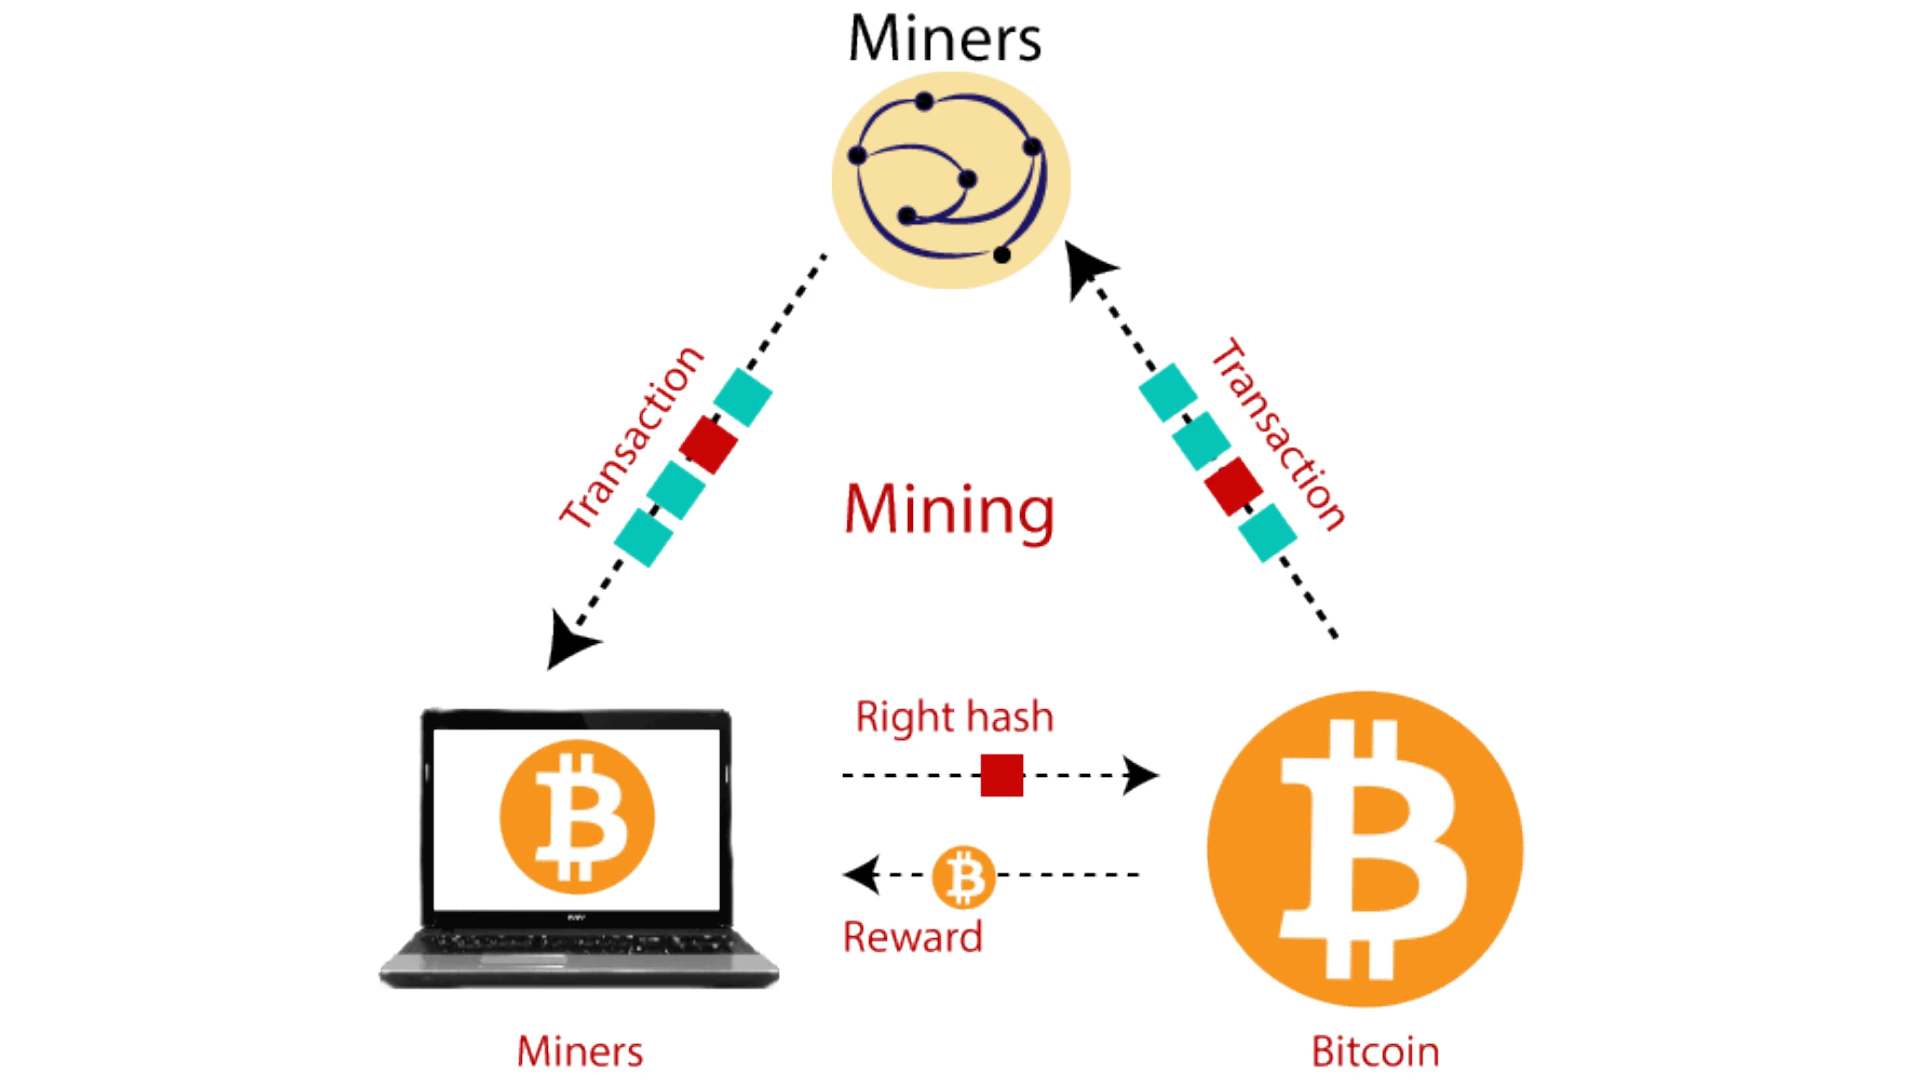 Miners
Transaction
Transaction
Mining
Right hash
Reward
Miners
Bitcoin